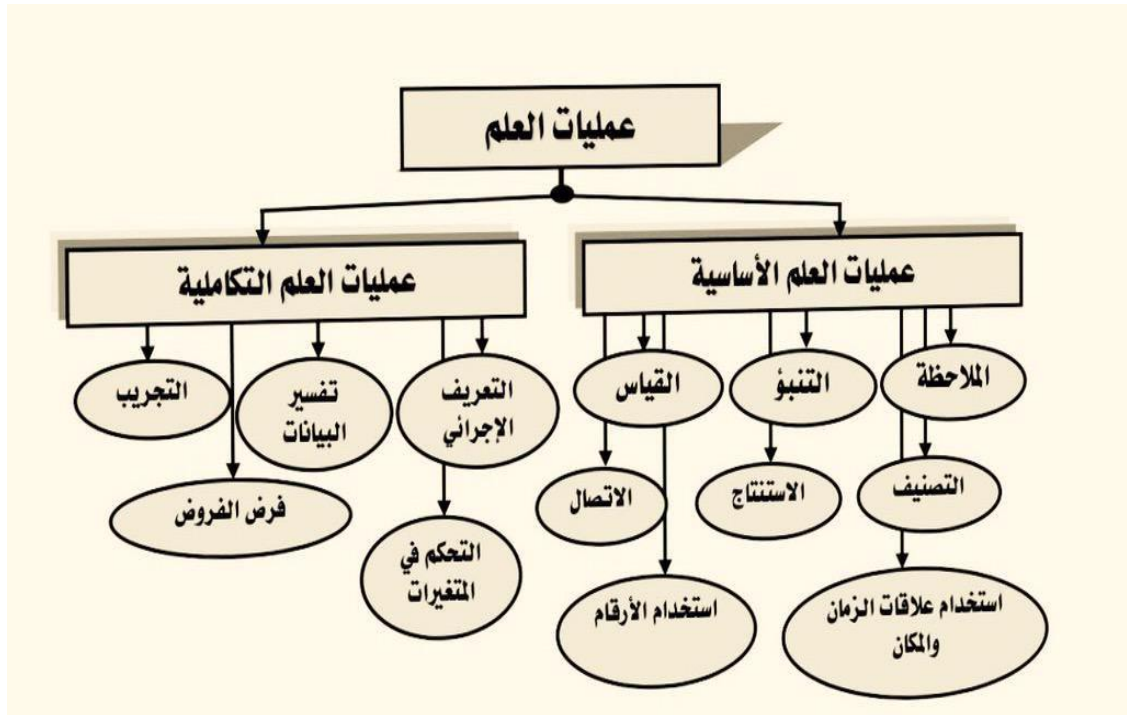 عمليات العلم
عمليات العلم الأساسية
عمليات العلم التكاملية
الملاحظة
التنبؤ
القياس
التعريف
الإجرائي
تفسير
البيانات
التجريب
التصنيف
الاستنتاج
الاتصال
فرض الفروض
التحكم في
المتغيرات
استخدام علاقات الزمان
والمكان
استخدام الأرقام